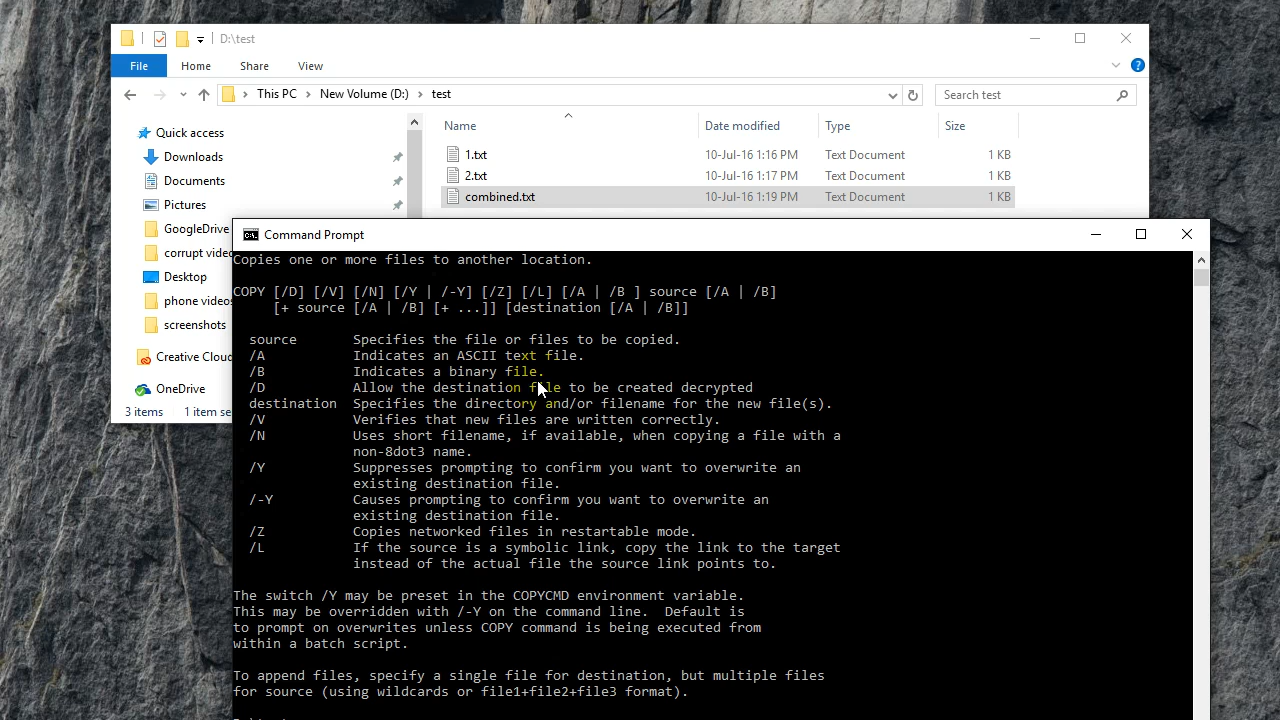 D:\test
File Home Share View
This PC > New Volume (D:) > test
Search test
Quick access
Downloads
Documents
Pictures
GoogleDrive
corrupt videc
Desktop
phone videos
screenshots
Creative Cloud
OneDrive
3 items 1 item se
Name Date modified Type Size
1.txt 10-Jul-16 1:16 PM Text Document 1 KB
2.txt 10-Jul-16 1:17 PM Text Document 1 KB
combined.txt 10-Jul-16 1:19 PM Text Document 1 KB
Command Prompt
Copies one or more files to another location.
COPY [/D] [/V] [/N] [/Y | /-Y] [/Z] [/L] [/A | /B ] source [/A | /B]
[+ source [/A | /B] [+ ...]] [destination [/A | /B]]
source Specifies the file or files to be copied.
/A Indicates an ASCII text file.
/B Indicates a binary file.
/D Allow the destination file to be created decrypted
destination Specifies the directory and/or filename for the new file(s).
/V Verifies that new files are written correctly.
/N Uses short filename, if available, when copying a file with a
non-8dot3 name.
/Y Suppresses prompting to confirm you want to overwrite an
existing destination file.
/-Y Causes prompting to confirm you want to overwrite an
existing destination file.
/Z Copies networked files in restartable mode.
/L If the source is a symbolic link, copy the link to the target
instead of the actual file the source link points to.
The switch /Y may be preset in the COPYCMD environment variable.
This may be overridden with /-Y on the command line.  Default is
to prompt on overwrites unless COPY command is being executed from
within a batch script.
To append files, specify a single file for destination, but multiple files
for source (using wildcards or file1+file2+file3 format).